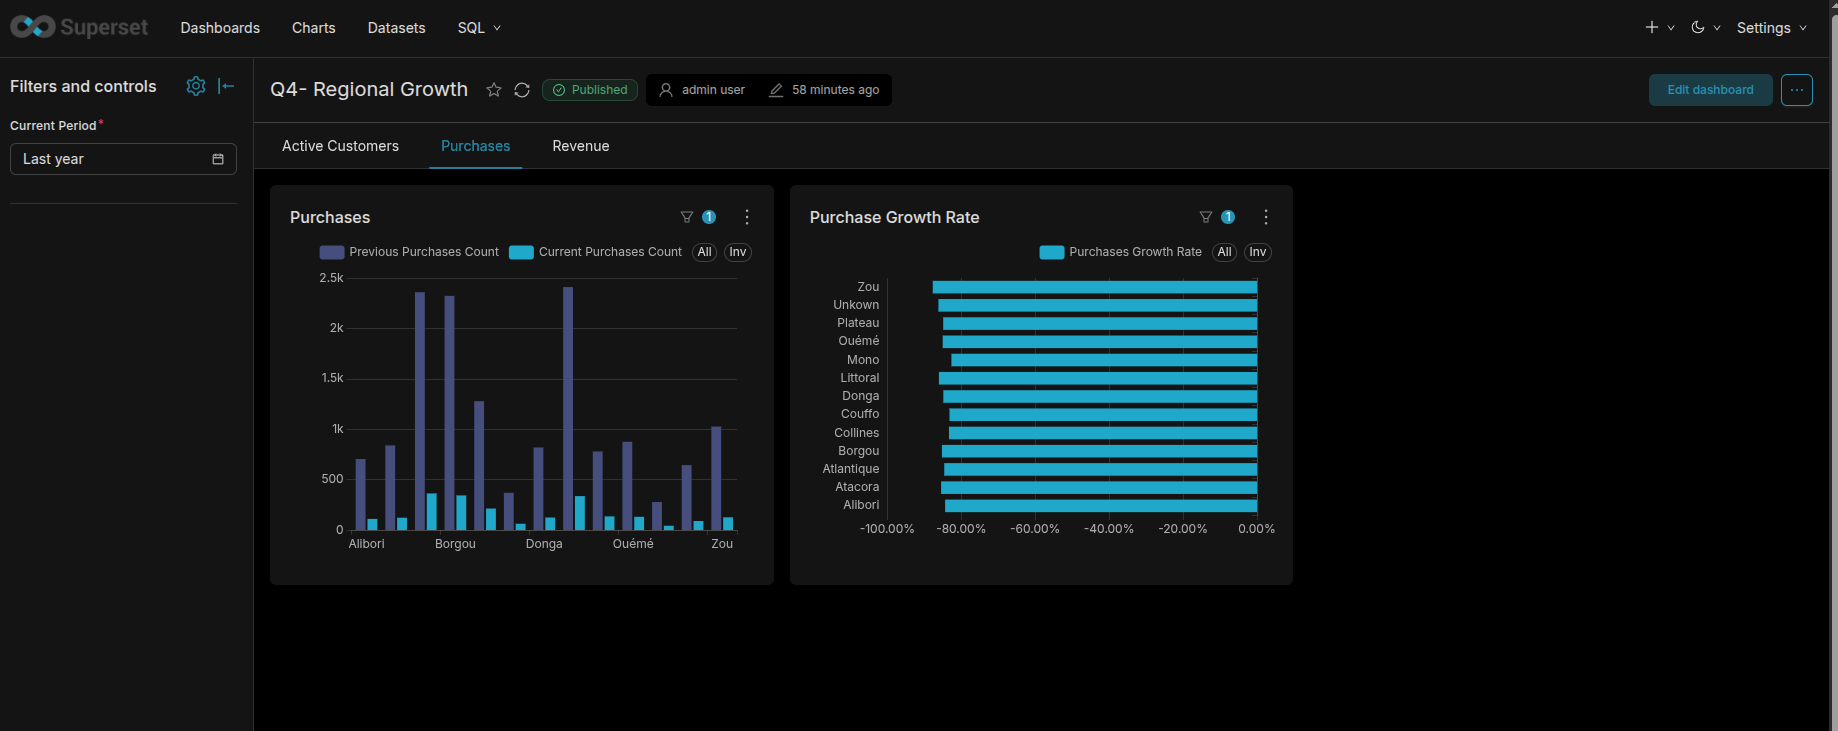 Superset Dashboards Charts Datasets SQL Settings
Filters and controls
Current Period*
Last year
Q4- Regional Growth Published admin user 58 minutes ago Edit dashboard ...
Active Customers Purchases Revenue
Purchases 1
Previous Purchases Count Current Purchases Count All Inv
2.5k
2k
1.5k
1k
500
0
Alibori Borgou Donga Ouémé Zou
Purchase Growth Rate 1
Purchases Growth Rate All Inv
Zou
Unkown
Plateau
Ouémé
Mono
Littoral
Donga
Couffo
Collines
Borgou
Atlantique
Atacora
Alibori
-100.00% -80.00% -60.00% -40.00% -20.00% 0.00%